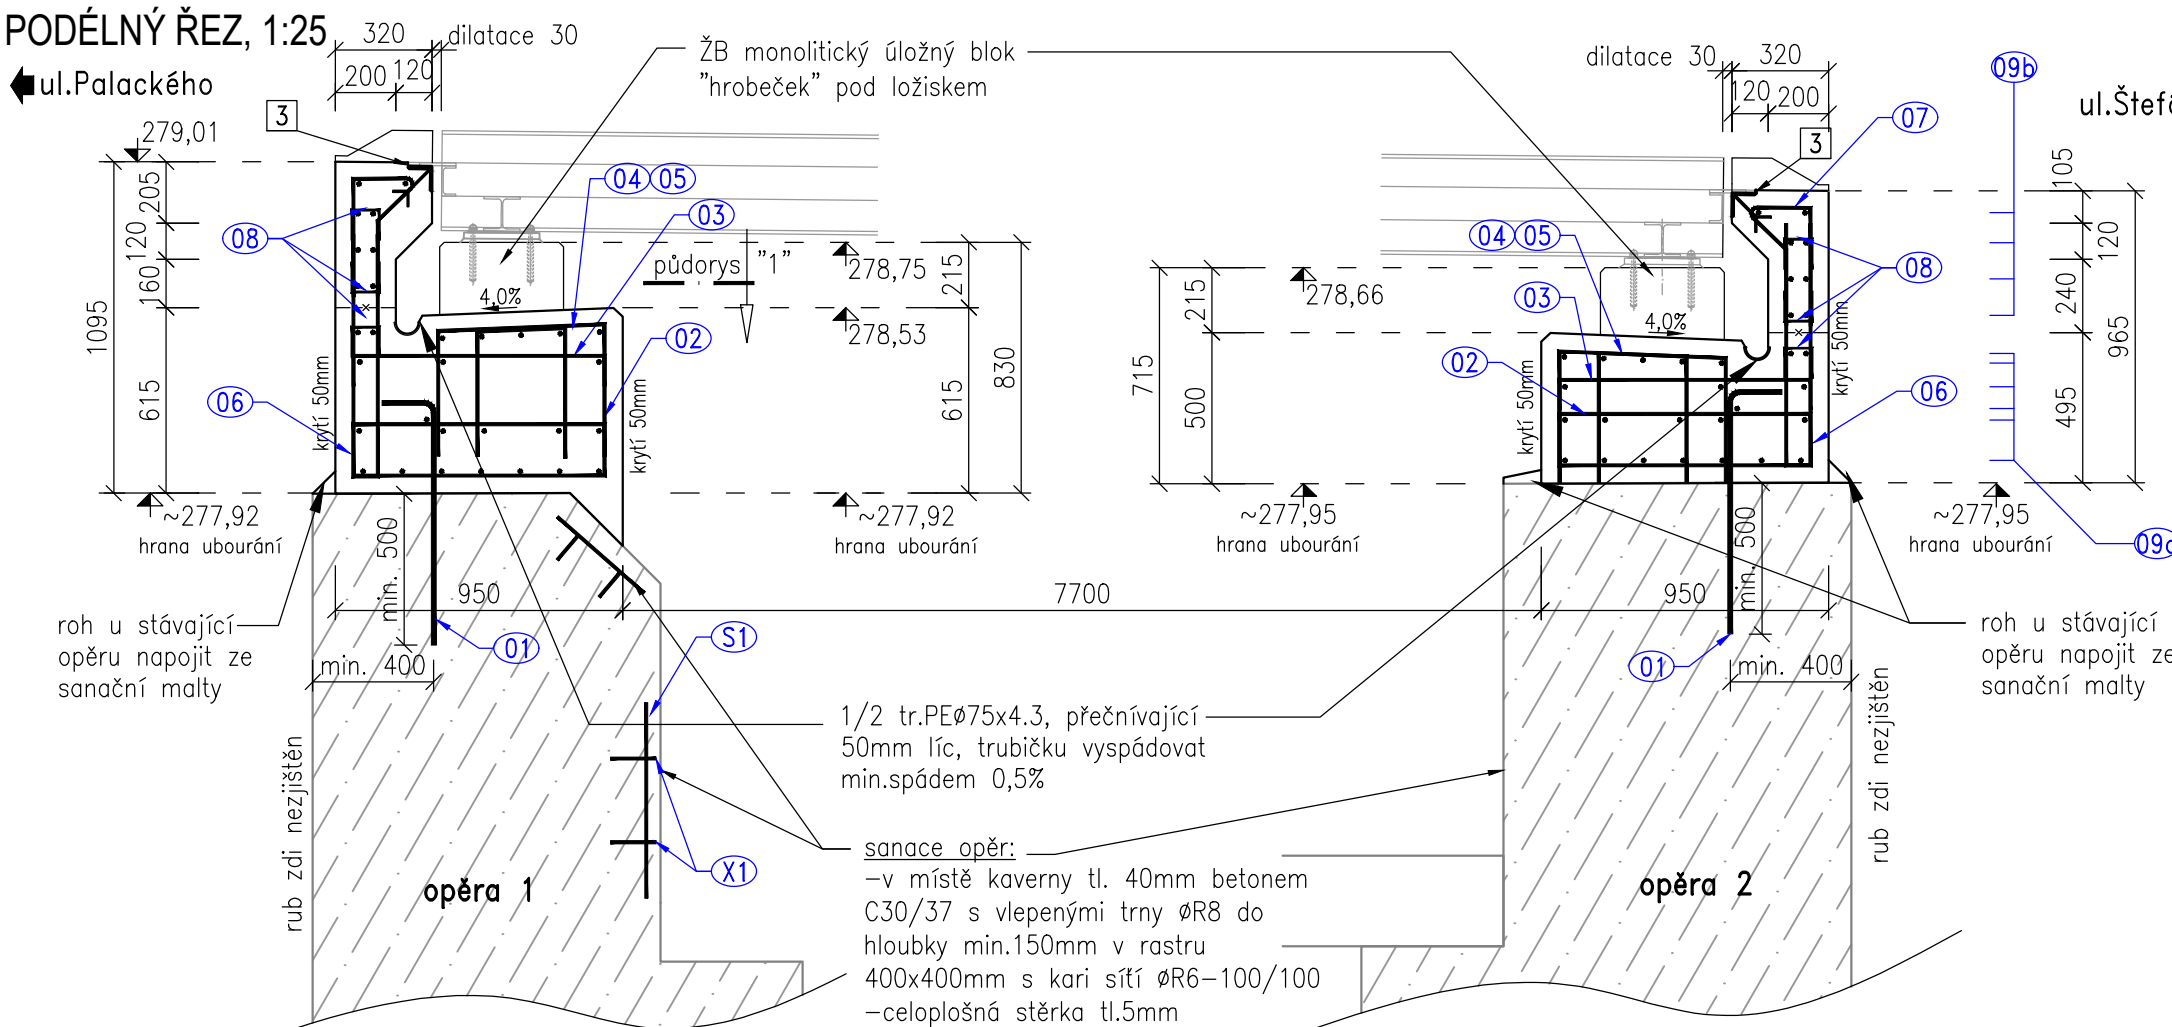 PODÉLNÝ ŘEZ, 1:25
ul.Palackého
320
dilatace 30
200
120
3
279,01
ŽB monolitický úložný blok
"hrobeček" pod ložiskem
dilatace 30
320
120
200
3
07
09b
205
120
160
1095
615
08
04 05
03
půdorys "1"
4,0%
02
06
krytí 50mm
krytí 50mm
278,75
278,53
215
615
830
~277,92
hrana ubourání
~277,92
hrana ubourání
278,66
215
500
715
04 05
03
02
4,0%
krytí 50mm
krytí 50mm
08
06
105
120
240
495
965
~277,95
hrana ubourání
~277,95
hrana ubourání
min. 500
950
7700
950
min. 500
01
min. 400
01
min. 400
roh u stávající
opěru napojit ze
sanační malty
roh u stávající
opěru napojit ze
sanační malty
S1
X1
1/2 tr.PEø75x4.3, přečnívající
50mm líc, trubičku vyspádovat
min.spádem 0,5%
rub zdi nezjištěn
rub zdi nezjištěn
opěra 1
opěra 2
sanace opěr:
-v místě kaverny tl. 40mm betonem
C30/37 s vlepenými trny øR8 do
hloubky min.150mm v rastru
400x400mm s kari sítí øR6-100/100
-celoplošná stěrka tl.5mm